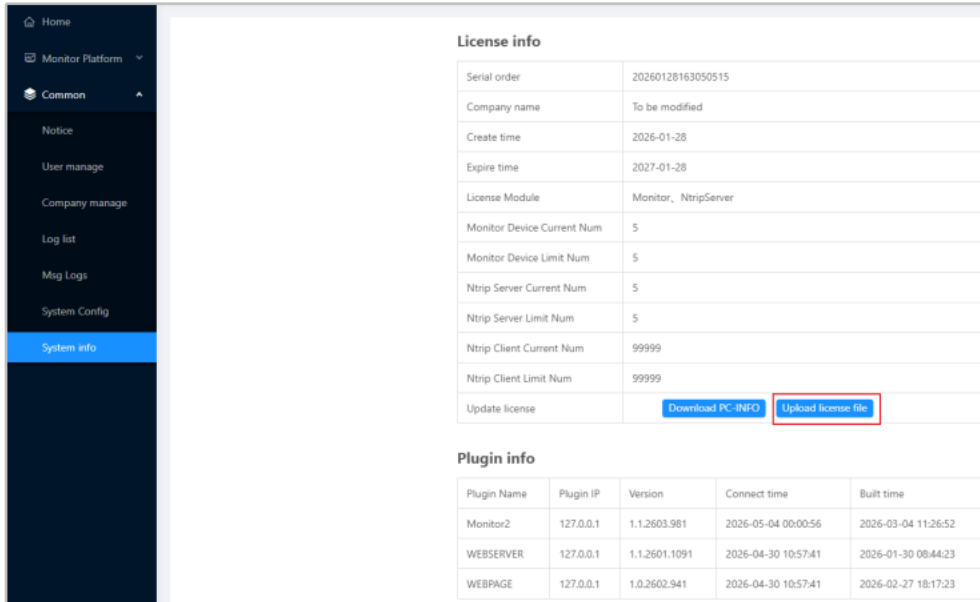 Home
Monitor Platform
Common
Notice
User manage
Company manage
Log list
Msg Logs
System Config
System info
License info
Serial order 20260128163050515
Company name To be modified
Create time 2026-01-28
Expire time 2027-01-28
License Module Monitor、NtripServer
Monitor Device Current Num 5
Monitor Device Limit Num 5
Ntrip Server Current Num 5
Ntrip Server Limit Num 5
Ntrip Client Current Num 99999
Ntrip Client Limit Num 99999
Update license Download PC-INFO Upload license file
Plugin info
Plugin Name Plugin IP Version Connect time Built time
Monitor2 127.0.0.1 1.1.2603.981 2026-05-04 00:00:56 2026-03-04 11:26:52
WEBSERVER 127.0.0.1 1.1.2601.1091 2026-04-30 10:57:41 2026-01-30 08:44:23
WEBPAGE 127.0.0.1 1.0.2602.941 2026-04-30 10:57:41 2026-02-27 18:17:23